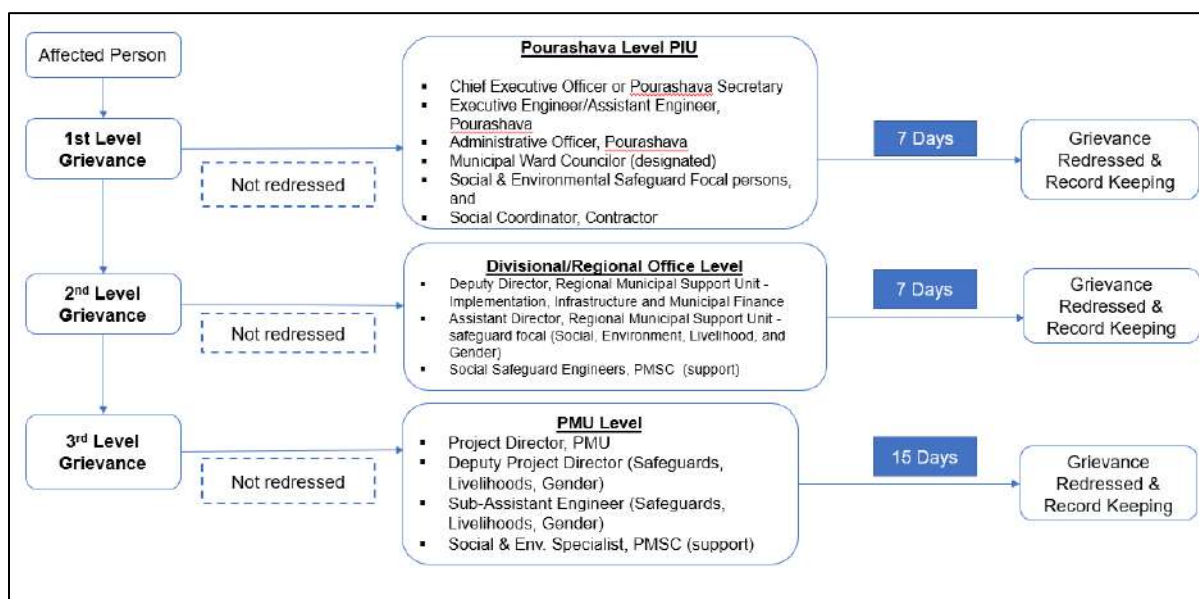 Affected Person
1st Level
Grievance
Not redressed
Pourashava Level PIU
▪ Chief Executive Officer or Pourashava Secretary
▪ Executive Engineer/Assistant Engineer,
Pourashava
▪ Administrative Officer, Pourashava
▪ Municipal Ward Councilor (designated)
▪ Social & Environmental Safeguard Focal persons,
and
▪ Social Coordinator, Contractor
7 Days
Grievance
Redressed &
Record Keeping
2nd Level
Grievance
Not redressed
Divisional/Regional Office Level
▪ Deputy Director, Regional Municipal Support Unit -
Implementation, Infrastructure and Municipal Finance
▪ Assistant Director, Regional Municipal Support Unit -
safeguard focal (Social, Environment, Livelihood, and
Gender)
▪ Social Safeguard Engineers, PMSC (support)
7 Days
Grievance
Redressed &
Record Keeping
3rd Level
Grievance
Not redressed
PMU Level
▪ Project Director, PMU
▪ Deputy Project Director (Safeguards,
Livelihoods, Gender)
▪ Sub-Assistant Engineer (Safeguards,
Livelihoods, Gender)
▪ Social & Env. Specialist, PMSC (support)
15 Days
Grievance
Redressed &
Record Keeping